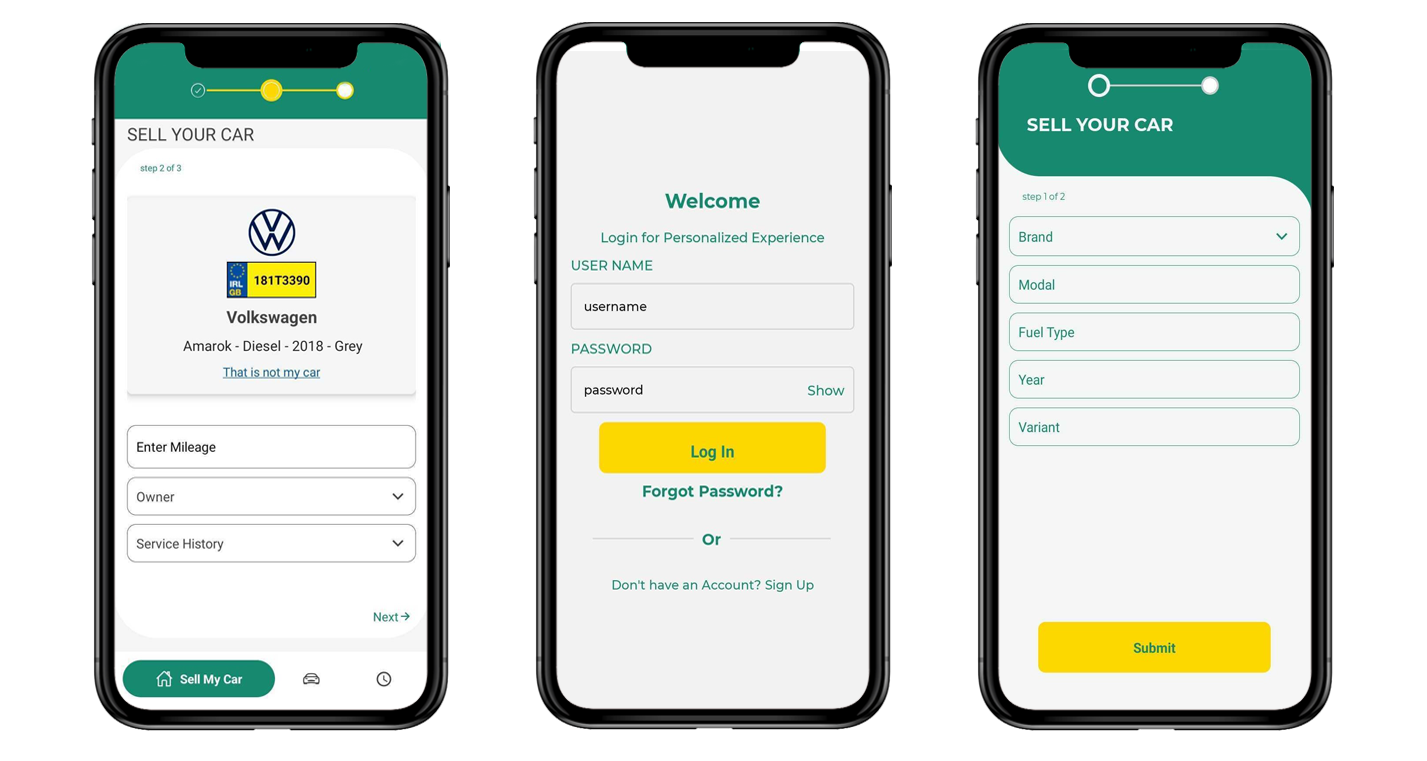 SELL YOUR CAR
step 2 of 3
IRL
GB
181T3390
Volkswagen
Amarok - Diesel - 2018 - Grey
That is not my car
Enter Mileage
Owner
Service History
Next
Sell My Car
Welcome
Login for Personalized Experience
USER NAME
username
PASSWORD
password Show
Log In
Forgot Password?
Or
Don't have an Account? Sign Up
SELL YOUR CAR
step 1 of 2
Brand
Modal
Fuel Type
Year
Variant
Submit